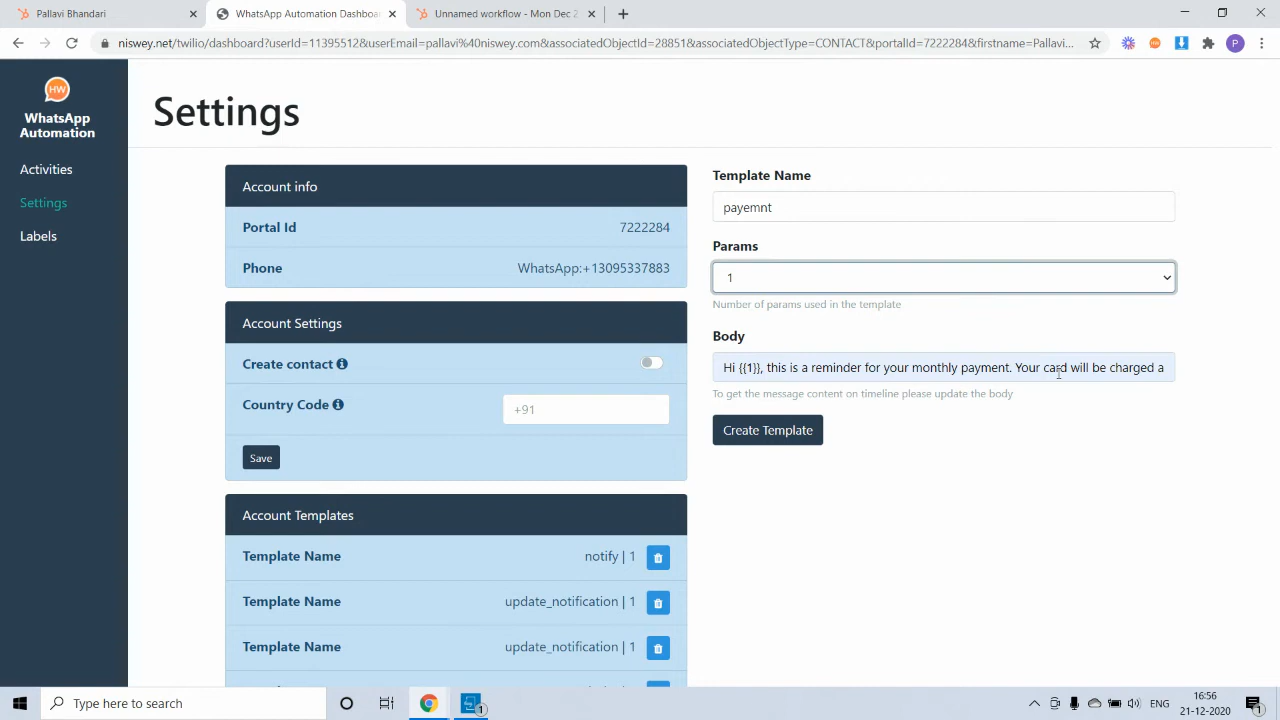 Pallavi Bhandari
WhatsApp Automation Dashboa
Unnamed workflow - Mon Dec 2
niswey.net/twilio/dashboard?userId=11395512&userEmail=pallavi%40niswey.com&associatedObjectId=28851&associatedObjectType=CONTACT&portalId=7222284&firstname=Pallavi...
P
HW
WhatsApp
Automation
Activities
Settings
Labels
Settings
Account info
Portal Id 7222284
Phone WhatsApp:+13095337883
Account Settings
Create contact
Country Code +91
Save
Account Templates
Template Name notify | 1
Template Name update_notification | 1
Template Name update_notification | 1
Template Name
payemnt
Params
1
Number of params used in the template
Body
Hi {{1}}, this is a reminder for your monthly payment. Your card will be charged a
To get the message content on timeline please update the body
Create Template
Type here to search
1
ENG
16:56
21-12-2020
1